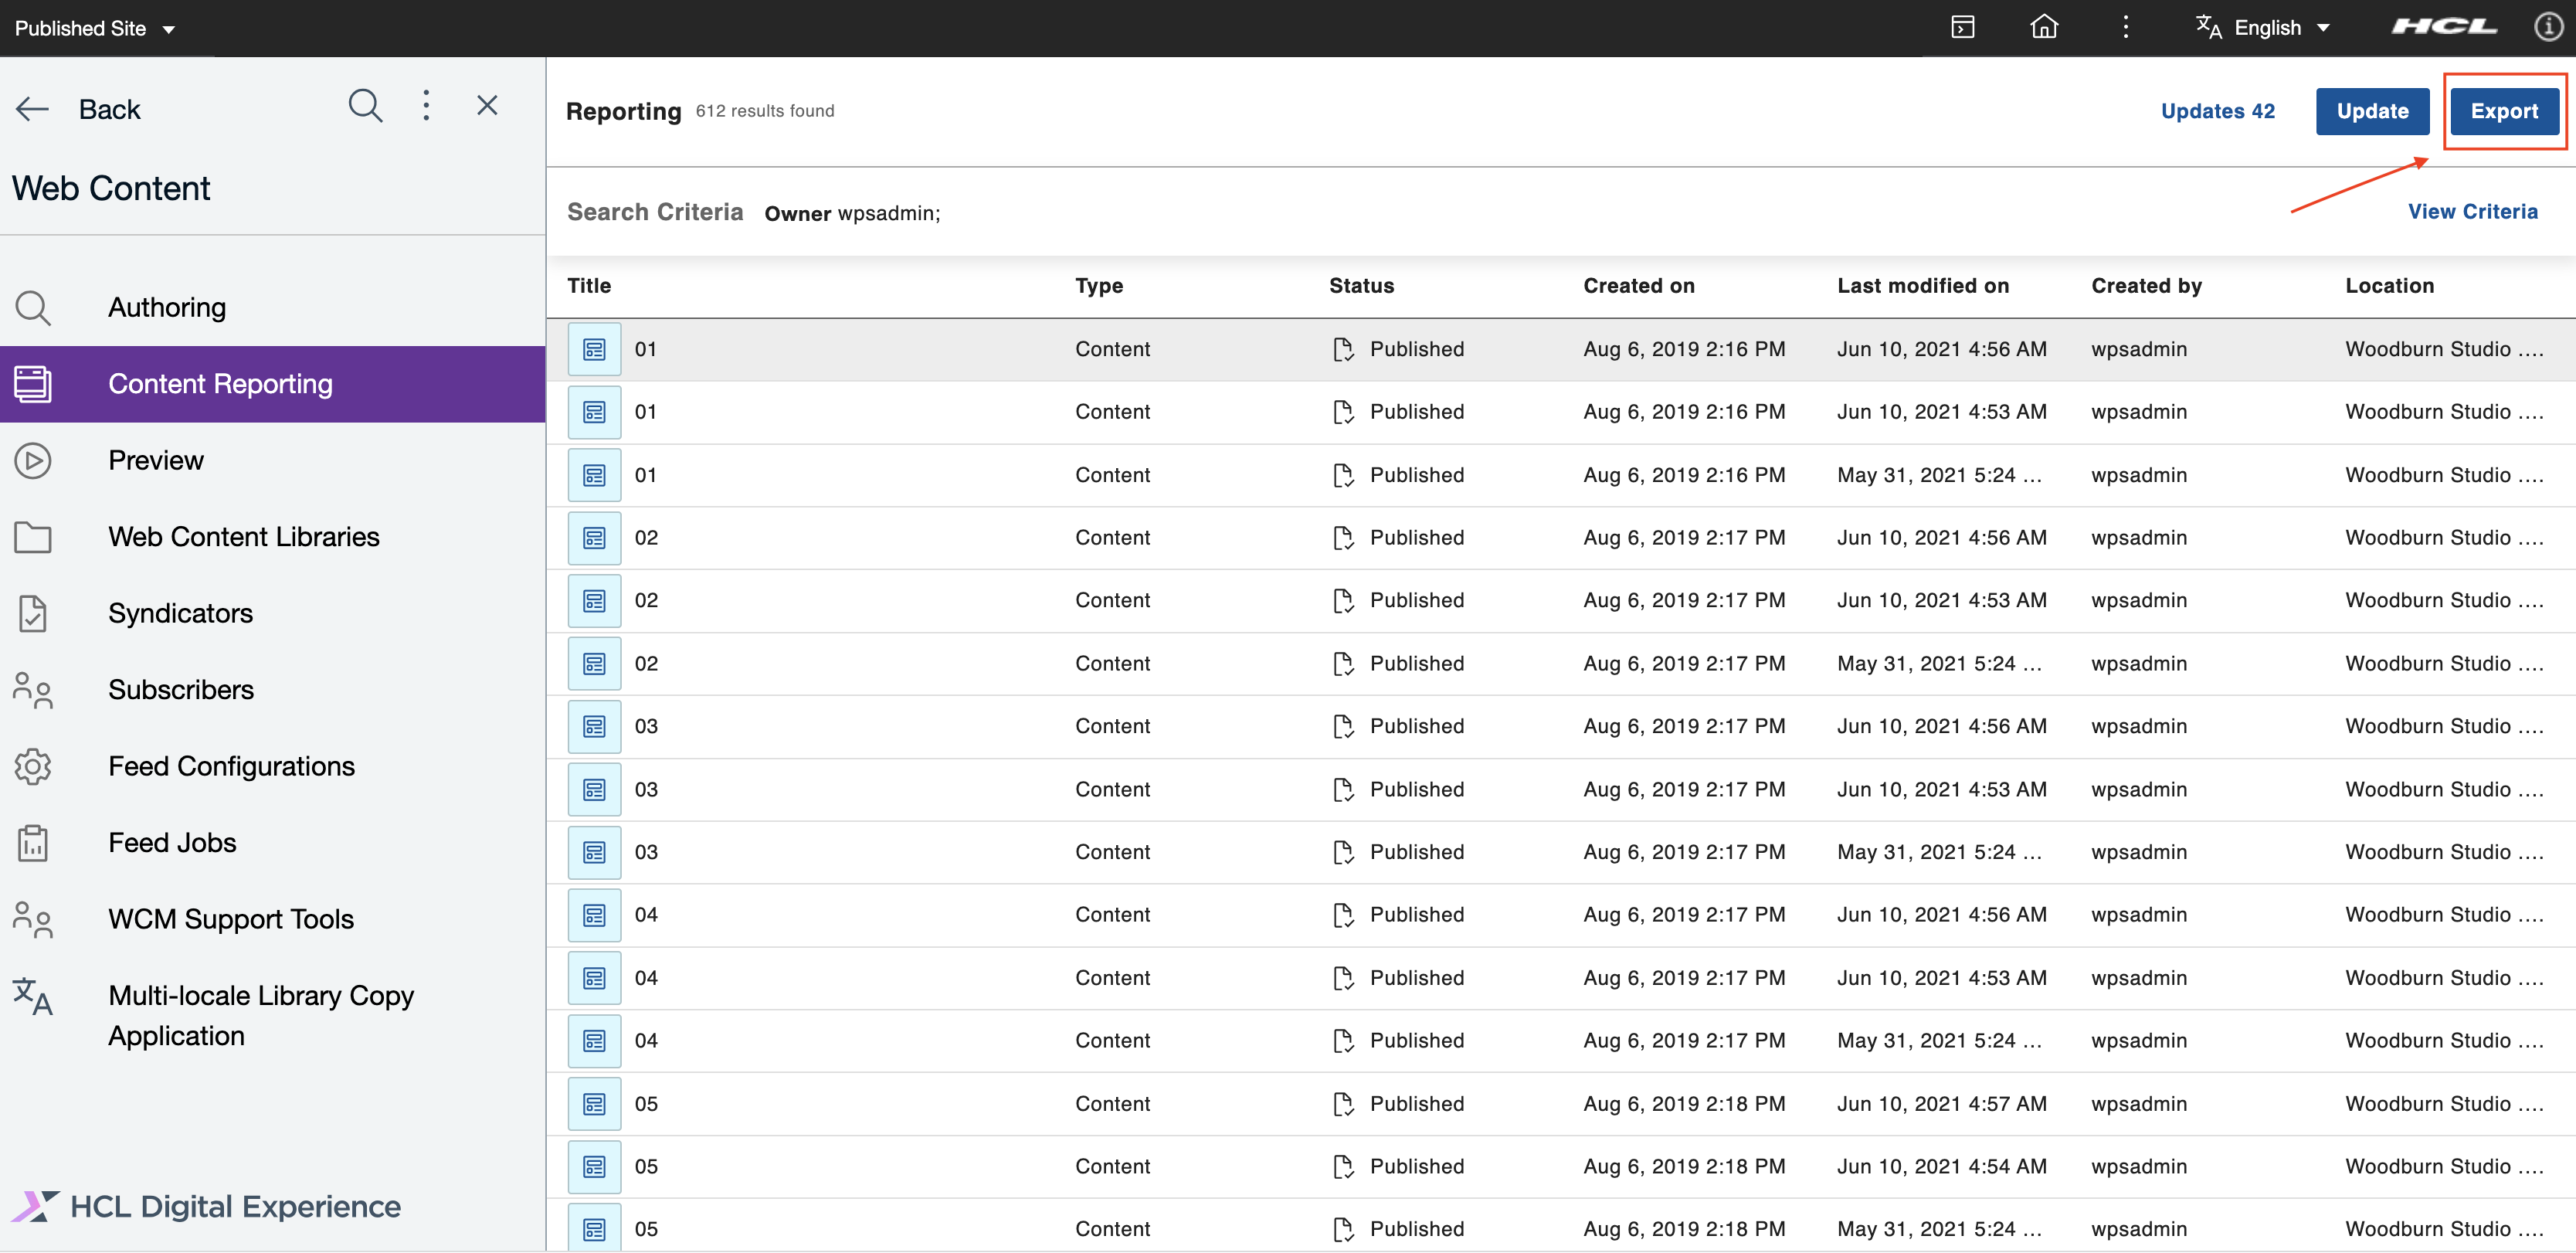 Published Site
English
HCL
Back
Web Content
Authoring
Content Reporting
Preview
Web Content Libraries
Syndicators
Subscribers
Feed Configurations
Feed Jobs
WCM Support Tools
Multi-locale Library Copy
Application
HCL Digital Experience
Reporting 612 results found
Updates 42 Update Export
Search Criteria Owner wpsadmin;
View Criteria
Title Type Status Created on Last modified on Created by Location
01 Content Published Aug 6, 2019 2:16 PM Jun 10, 2021 4:56 AM wpsadmin Woodburn Studio ....
01 Content Published Aug 6, 2019 2:16 PM Jun 10, 2021 4:53 AM wpsadmin Woodburn Studio ....
01 Content Published Aug 6, 2019 2:16 PM May 31, 2021 5:24 ... wpsadmin Woodburn Studio ....
02 Content Published Aug 6, 2019 2:17 PM Jun 10, 2021 4:56 AM wpsadmin Woodburn Studio ....
02 Content Published Aug 6, 2019 2:17 PM Jun 10, 2021 4:53 AM wpsadmin Woodburn Studio ....
02 Content Published Aug 6, 2019 2:17 PM May 31, 2021 5:24 ... wpsadmin Woodburn Studio ....
03 Content Published Aug 6, 2019 2:17 PM Jun 10, 2021 4:56 AM wpsadmin Woodburn Studio ....
03 Content Published Aug 6, 2019 2:17 PM Jun 10, 2021 4:53 AM wpsadmin Woodburn Studio ....
03 Content Published Aug 6, 2019 2:17 PM May 31, 2021 5:24 ... wpsadmin Woodburn Studio ....
04 Content Published Aug 6, 2019 2:17 PM Jun 10, 2021 4:56 AM wpsadmin Woodburn Studio ....
04 Content Published Aug 6, 2019 2:17 PM Jun 10, 2021 4:53 AM wpsadmin Woodburn Studio ....
04 Content Published Aug 6, 2019 2:17 PM May 31, 2021 5:24 ... wpsadmin Woodburn Studio ....
05 Content Published Aug 6, 2019 2:18 PM Jun 10, 2021 4:57 AM wpsadmin Woodburn Studio ....
05 Content Published Aug 6, 2019 2:18 PM Jun 10, 2021 4:54 AM wpsadmin Woodburn Studio ....
05 Content Published Aug 6, 2019 2:18 PM May 31, 2021 5:24 ... wpsadmin Woodburn Studio ....